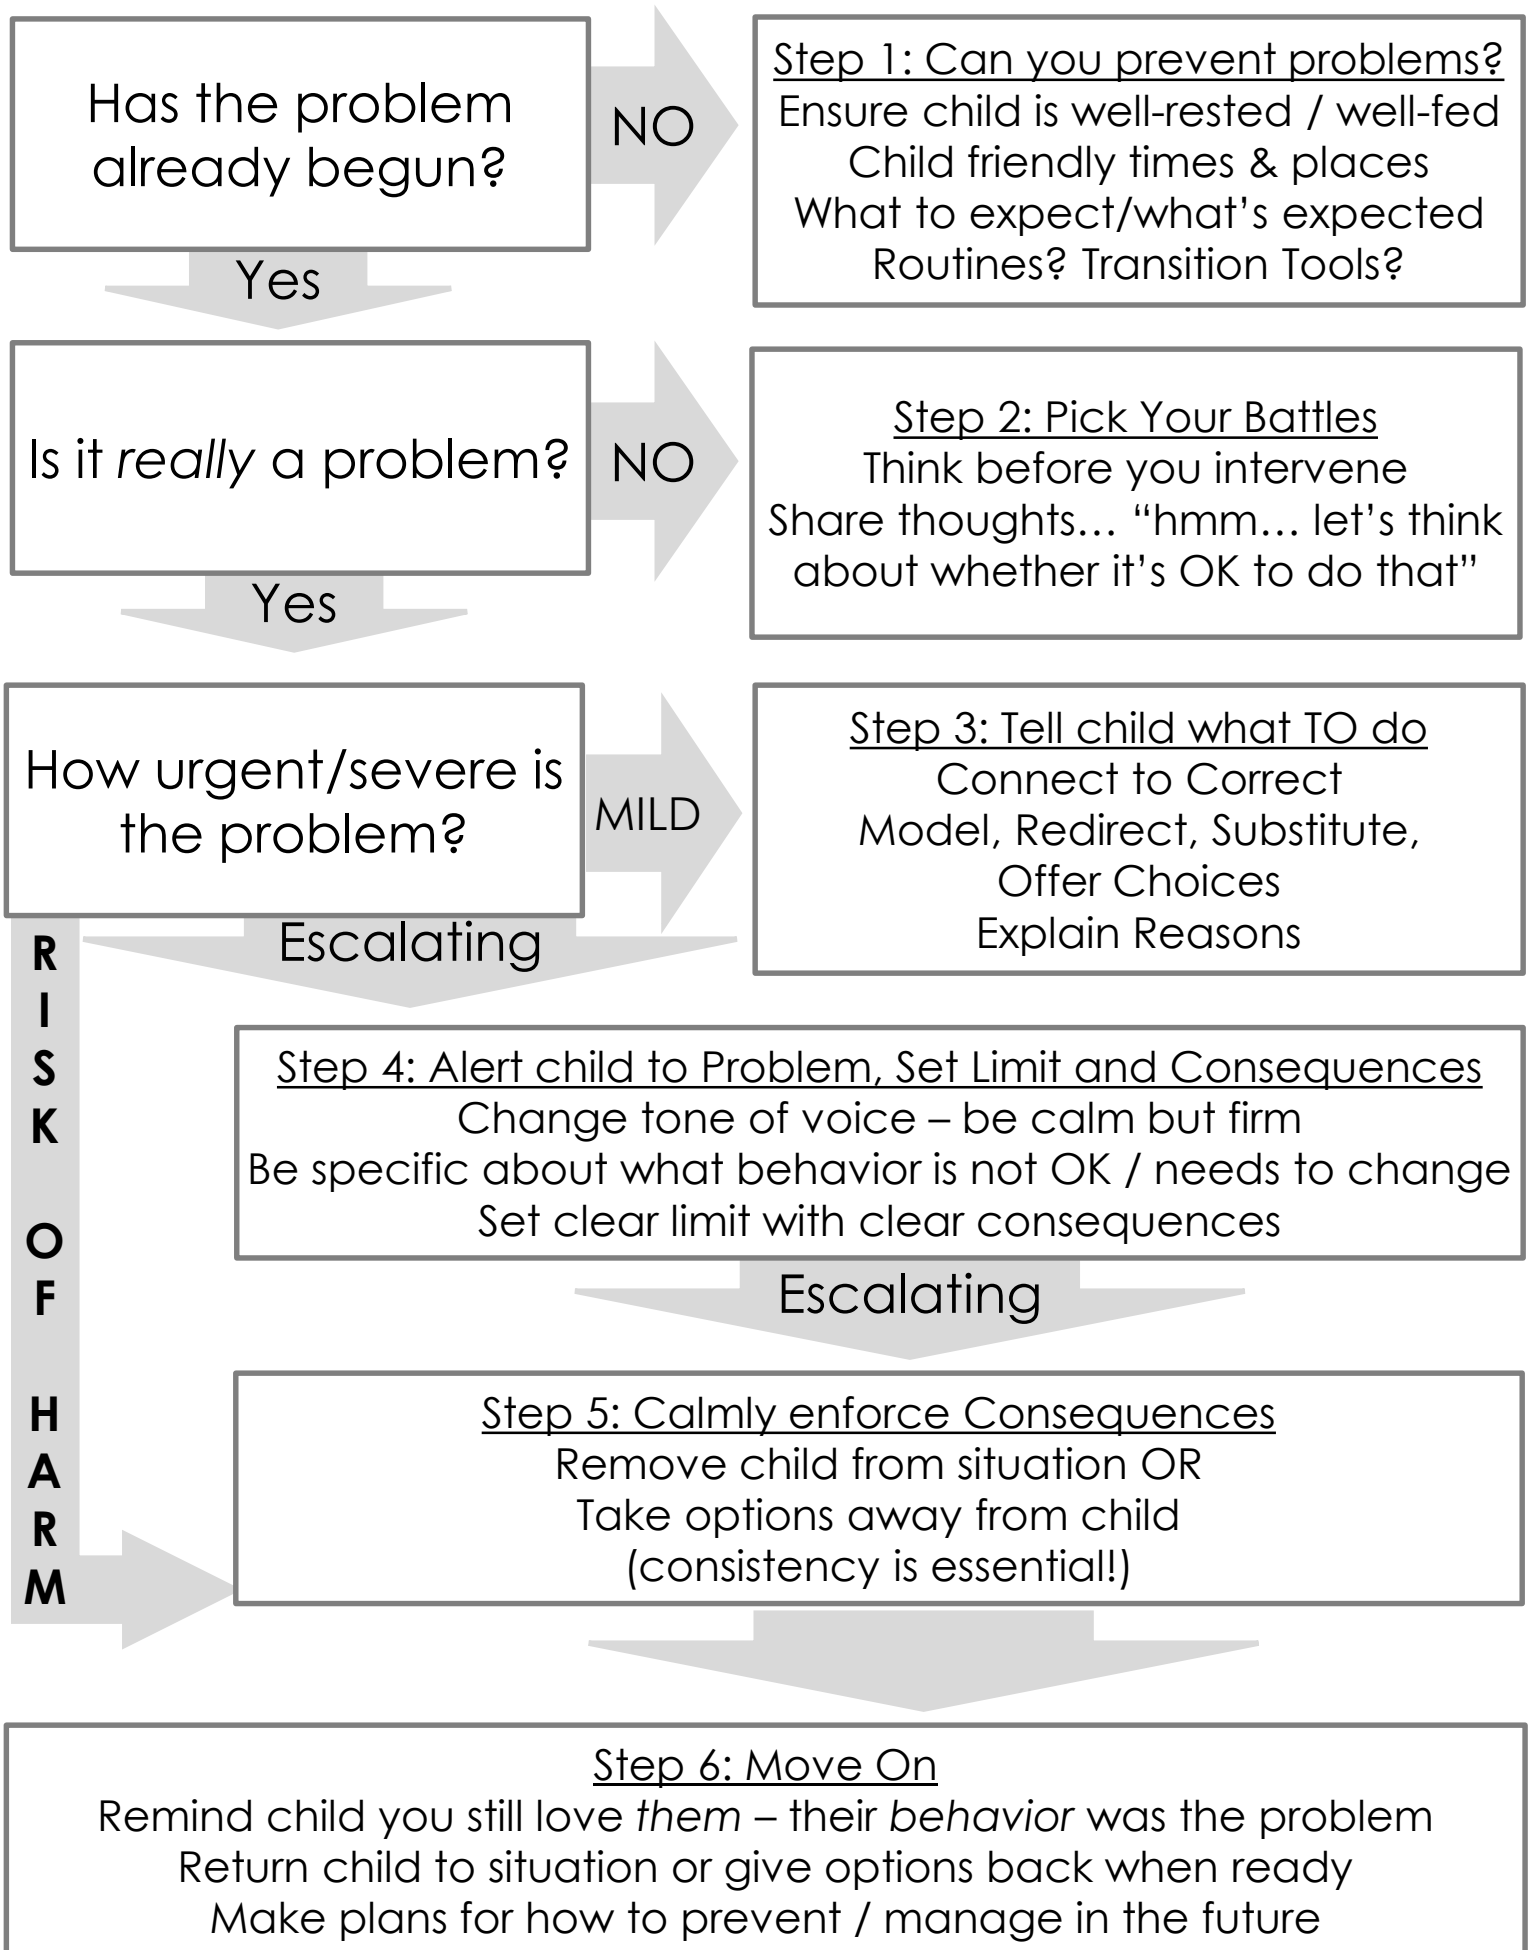 Has the problem
already begun?
NO
Step 1: Can you prevent problems?
Ensure child is well-rested / well-fed
Child friendly times & places
What to expect/what's expected
Routines? Transition Tools?
Yes
Is it really a problem?
NO
Step 2: Pick Your Battles
Think before you intervene
Share thoughts… “hmm… let's think
about whether it's OK to do that”
Yes
How urgent/severe is
the problem?
MILD
Step 3: Tell child what TO do
Connect to Correct
Model, Redirect, Substitute,
Offer Choices
Explain Reasons
RISK OF HARM
Escalating
Step 4: Alert child to Problem, Set Limit and Consequences
Change tone of voice – be calm but firm
Be specific about what behavior is not OK / needs to change
Set clear limit with clear consequences
Escalating
Step 5: Calmly enforce Consequences
Remove child from situation OR
Take options away from child
(consistency is essential!)
Step 6: Move On
Remind child you still love them – their behavior was the problem
Return child to situation or give options back when ready
Make plans for how to prevent / manage in the future